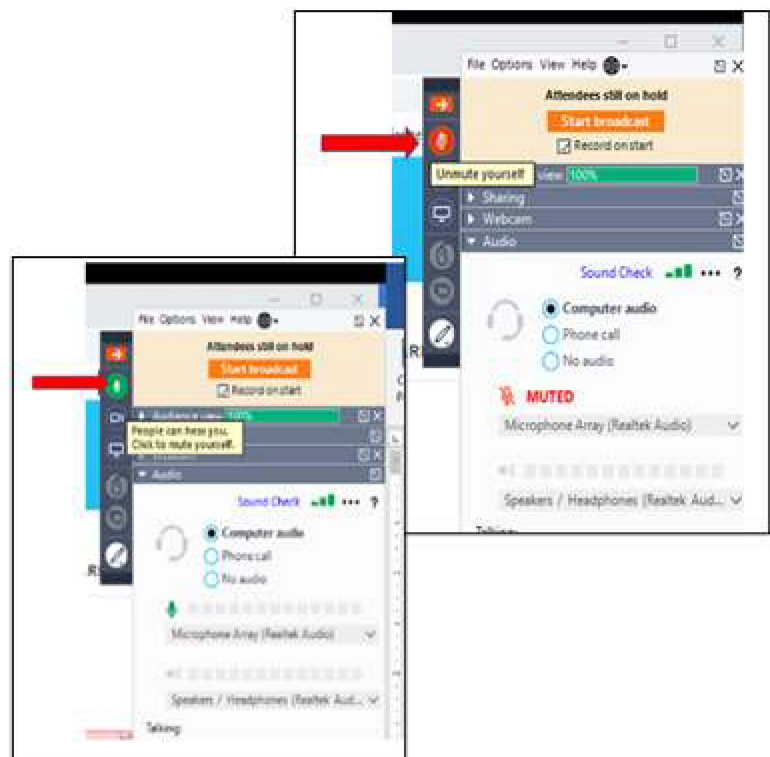 File Options View Help
Attendees still on hold
Start broadcast
Record on start
Unmute yourself
view 100%
Sharing
Webcam
Audio
Sound Check ?
Computer audio
Phone call
No audio
MUTED
Microphone Array (Realtek Audio)
Speakers / Headphones (Realtek Aud...
Talking:
File Options View Help
Attendees still on hold
Start broadcast
Record on start
Audience view 100%
People can hear you.
Click to mute yourself.
Audio
Sound Check ?
Computer audio
Phone call
No audio
Microphone Array (Realtek Audio)
Speakers / Headphones (Realtek Aud...
Talking: